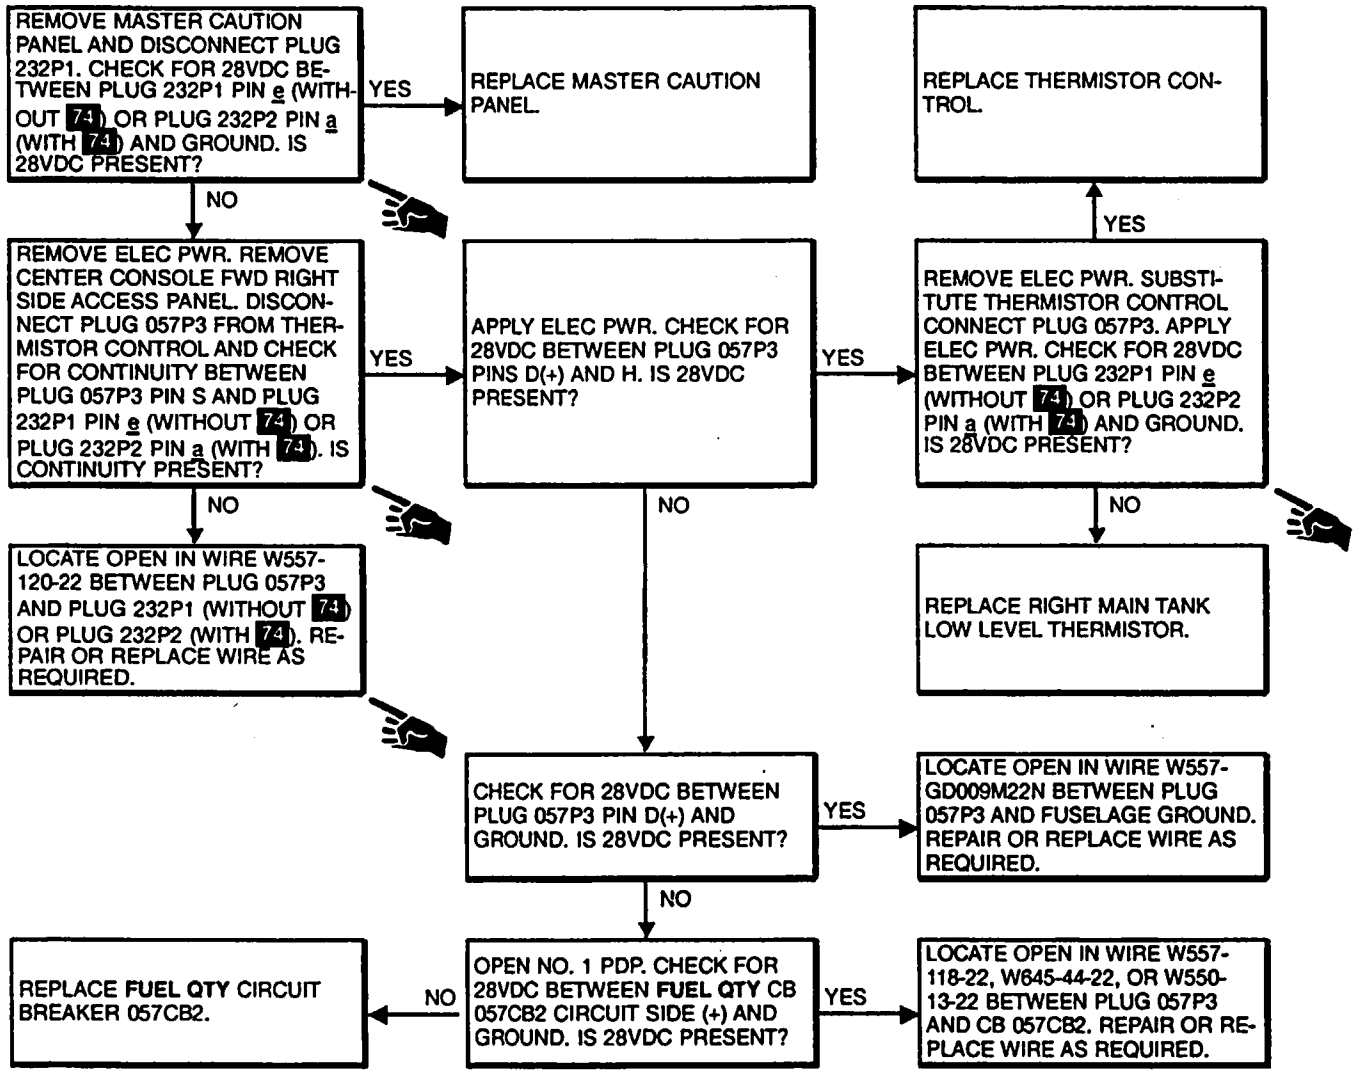 REMOVE MASTER CAUTION
PANEL AND DISCONNECT PLUG
232P1. CHECK FOR 28VDC BE-
TWEEN PLUG 232P1 PIN e (WITH-
OUT 74) OR PLUG 232P2 PIN a
(WITH 74) AND GROUND. IS
28VDC PRESENT?
YES
REPLACE MASTER CAUTION
PANEL.
REPLACE THERMISTOR CON-
TROL.
NO
YES
REMOVE ELEC PWR. REMOVE
CENTER CONSOLE FWD RIGHT
SIDE ACCESS PANEL. DISCON-
NECT PLUG 057P3 FROM THER-
MISTOR CONTROL AND CHECK
FOR CONTINUITY BETWEEN
PLUG 057P3 PIN S AND PLUG
232P1 PIN e (WITHOUT 74) OR
PLUG 232P2 PIN a (WITH 74). IS
CONTINUITY PRESENT?
YES
APPLY ELEC PWR. CHECK FOR
28VDC BETWEEN PLUG 057P3
PINS D(+) AND H. IS 28VDC
PRESENT?
YES
REMOVE ELEC PWR. SUBSTI-
TUTE THERMISTOR CONTROL
CONNECT PLUG 057P3. APPLY
ELEC PWR. CHECK FOR 28VDC
BETWEEN PLUG 232P1 PIN e
(WITHOUT 74) OR PLUG 232P2
PIN a (WITH 74) AND GROUND.
IS 28VDC PRESENT?
NO
NO
NO
LOCATE OPEN IN WIRE W557-
120-22 BETWEEN PLUG 057P3
AND PLUG 232P1 (WITHOUT 74)
OR PLUG 232P2 (WITH 74). RE-
PAIR OR REPLACE WIRE AS
REQUIRED.
REPLACE RIGHT MAIN TANK
LOW LEVEL THERMISTOR.
CHECK FOR 28VDC BETWEEN
PLUG 057P3 PIN D(+) AND
GROUND. IS 28VDC PRESENT?
YES
LOCATE OPEN IN WIRE W557-
GD009M22N BETWEEN PLUG
057P3 AND FUSELAGE GROUND.
REPAIR OR REPLACE WIRE AS
REQUIRED.
NO
REPLACE FUEL QTY CIRCUIT
BREAKER 057CB2.
NO
OPEN NO. 1 PDP. CHECK FOR
28VDC BETWEEN FUEL QTY CB
057CB2 CIRCUIT SIDE (+) AND
GROUND. IS 28VDC PRESENT?
YES
LOCATE OPEN IN WIRE W557-
118-22, W645-44-22, OR W550-
13-22 BETWEEN PLUG 057P3
AND CB 057CB2. REPAIR OR RE-
PLACE WIRE AS REQUIRED.